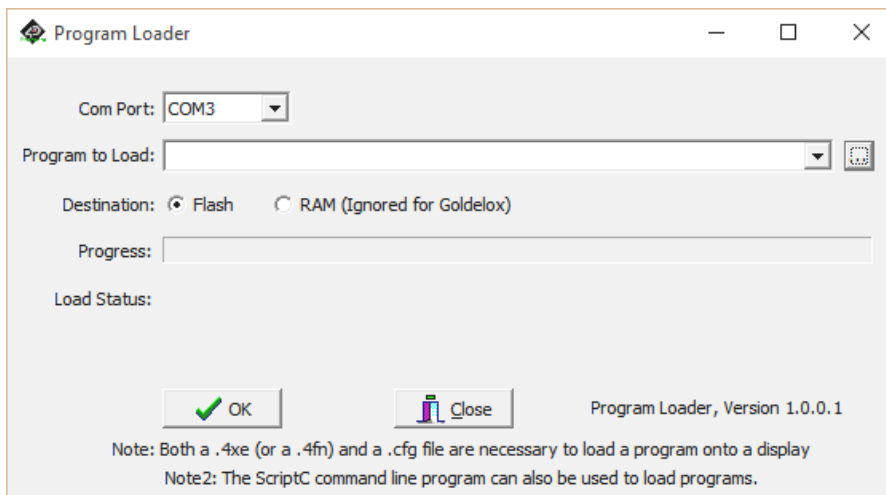 Program Loader
Com Port: COM3
Program to Load: ...
Destination: Flash RAM (Ignored for Goldelox)
Progress:
Load Status:
OK Close Program Loader, Version 1.0.0.1
Note: Both a .4xe (or a .4fn) and a .cfg file are necessary to load a program onto a display
Note2: The ScriptC command line program can also be used to load programs.